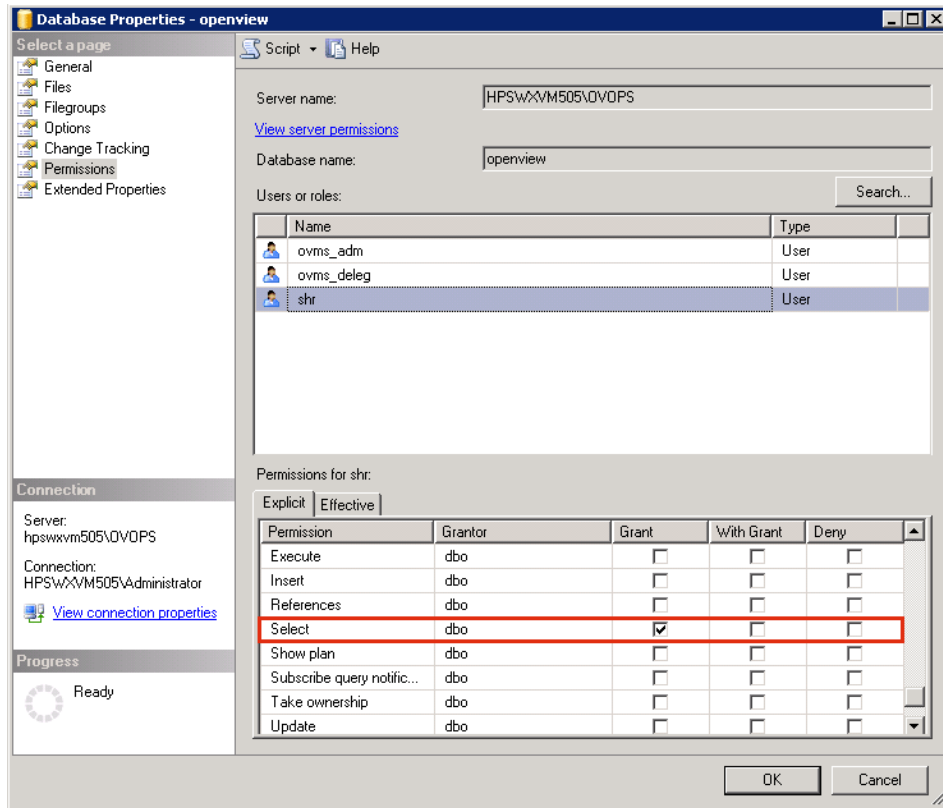 Database Properties - openview
Select a page
General
Files
Filegroups
Options
Change Tracking
Permissions
Extended Properties
Script Help
Server name: HPSWXVM505\OVOPS
View server permissions
Database name: openview
Users or roles: Search...
Name Type
ovms_adm User
ovms_deleg User
shr User
Permissions for shr:
Explicit Effective
Permission Grantor Grant With Grant Deny
Execute dbo
Insert dbo
References dbo
Select dbo
Show plan dbo
Subscribe query notific... dbo
Take ownership dbo
Update dbo
Connection
Server:
hpswxvm505\OVOPS
Connection:
HPSWXVM505\Administrator
View connection properties
Progress
Ready
OK Cancel